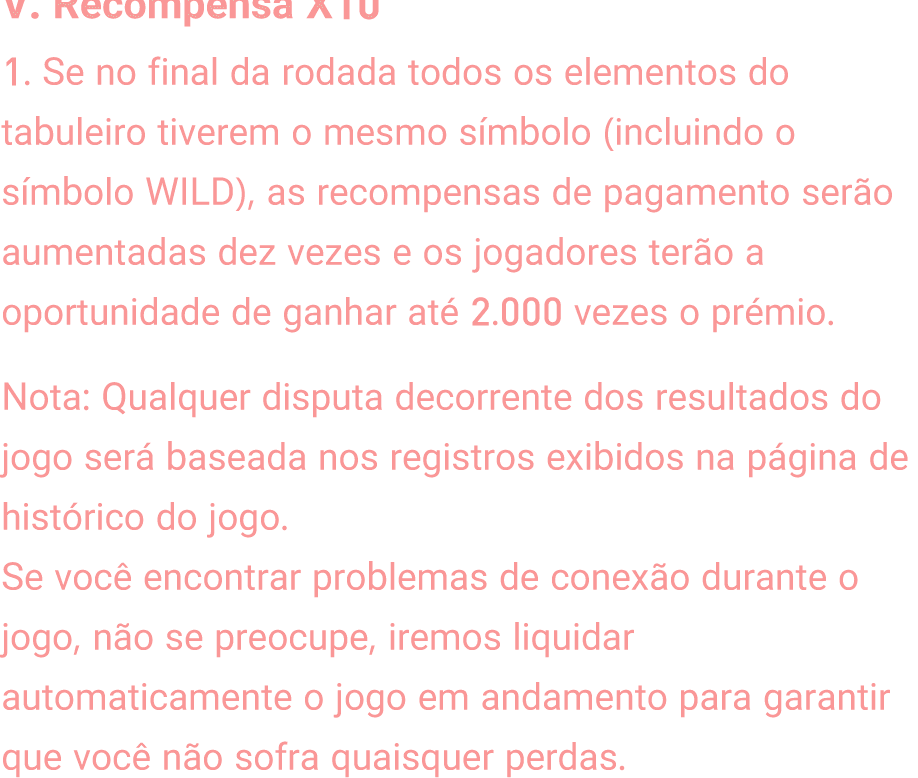 V. Recompensa X10
1. Se no final da rodada todos os elementos do
tabuleiro tiverem o mesmo símbolo (incluindo o
símbolo WILD), as recompensas de pagamento serão
aumentadas dez vezes e os jogadores terão a
oportunidade de ganhar até 2.000 vezes o prémio.
Nota: Qualquer disputa decorrente dos resultados do
jogo será baseada nos registros exibidos na página de
histórico do jogo.
Se você encontrar problemas de conexão durante o
jogo, não se preocupe, iremos liquidar
automaticamente o jogo em andamento para garantir
que você não sofra quaisquer perdas.